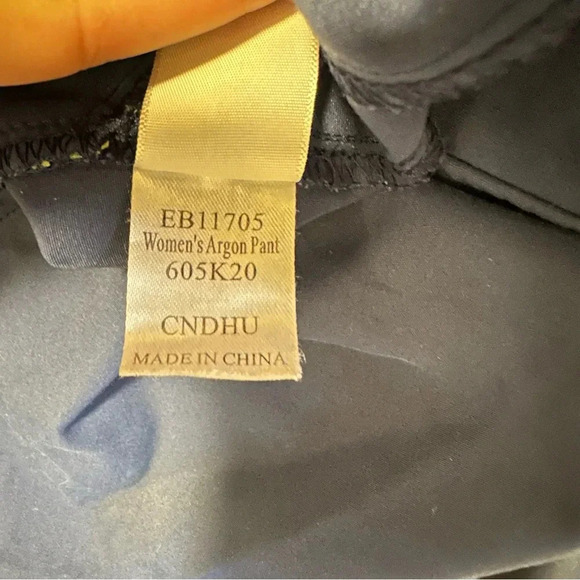 EB11705
Women's Argon Pant
605K20
CNDHU
MADE IN CHINA